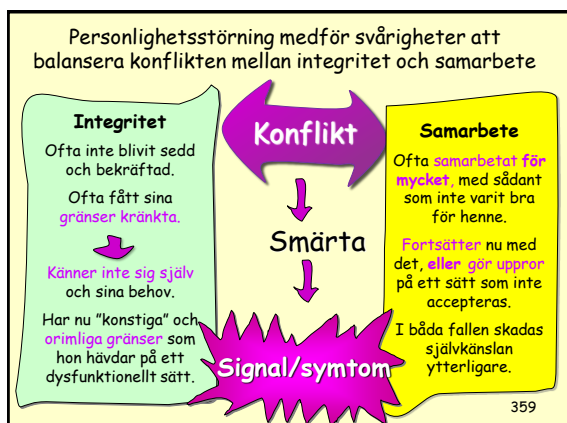 Personlighetsstörning medför svårigheter att
balansera konflikten mellan integritet och samarbete
Integritet
Ofta inte blivit sedd
och bekräftad.
Ofta fått sina
gränser kränkta.
Känner inte sig själv
och sina behov.
Har nu ”konstiga” och
orimliga gränser som
hon hävdar på ett
dysfunktionellt sätt.
Konflikt
Smärta
Signal/symtom
Samarbete
Ofta samarbetat för
mycket, med sådant
som inte varit bra
för henne.
Fortsätter nu med
det, eller gör uppror
på ett sätt som inte
accepteras.
I båda fallen skadas
självkänslan
ytterligare.
359